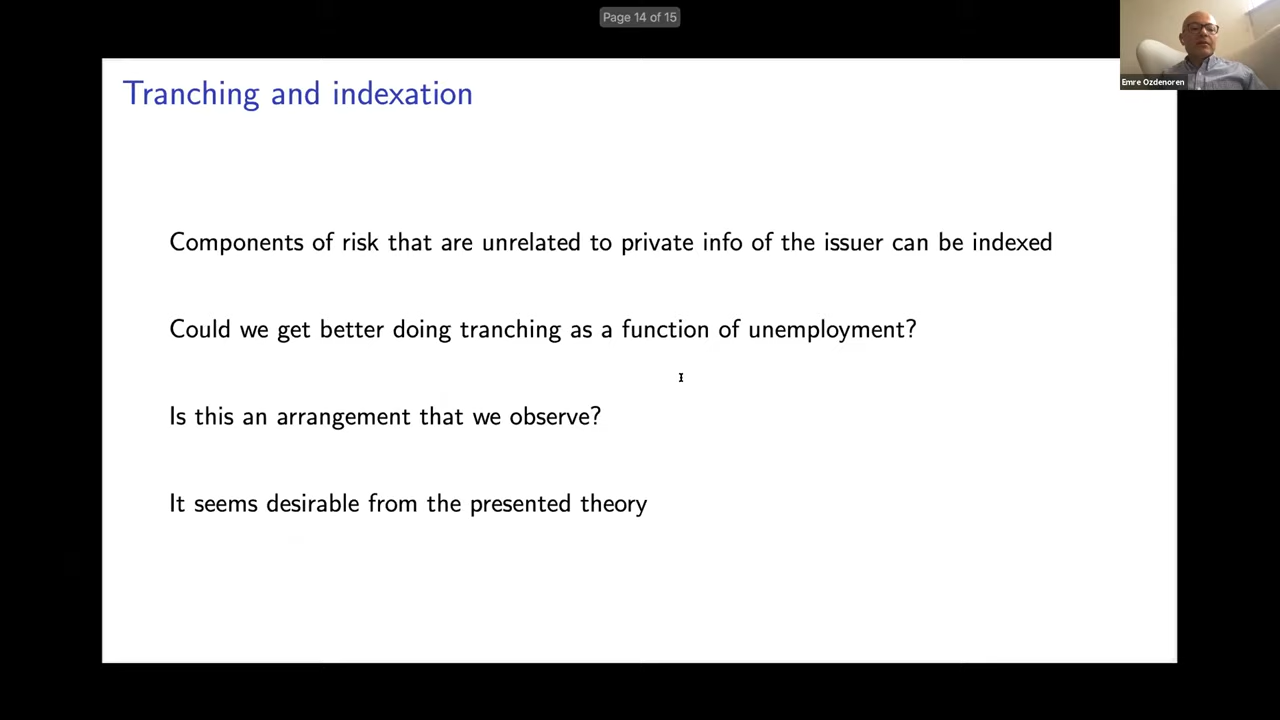 Page 14 of 15
Emre Ozdenoren
Tranching and indexation
Components of risk that are unrelated to private info of the issuer can be indexed
Could we get better doing tranching as a function of unemployment?
Is this an arrangement that we observe?
It seems desirable from the presented theory